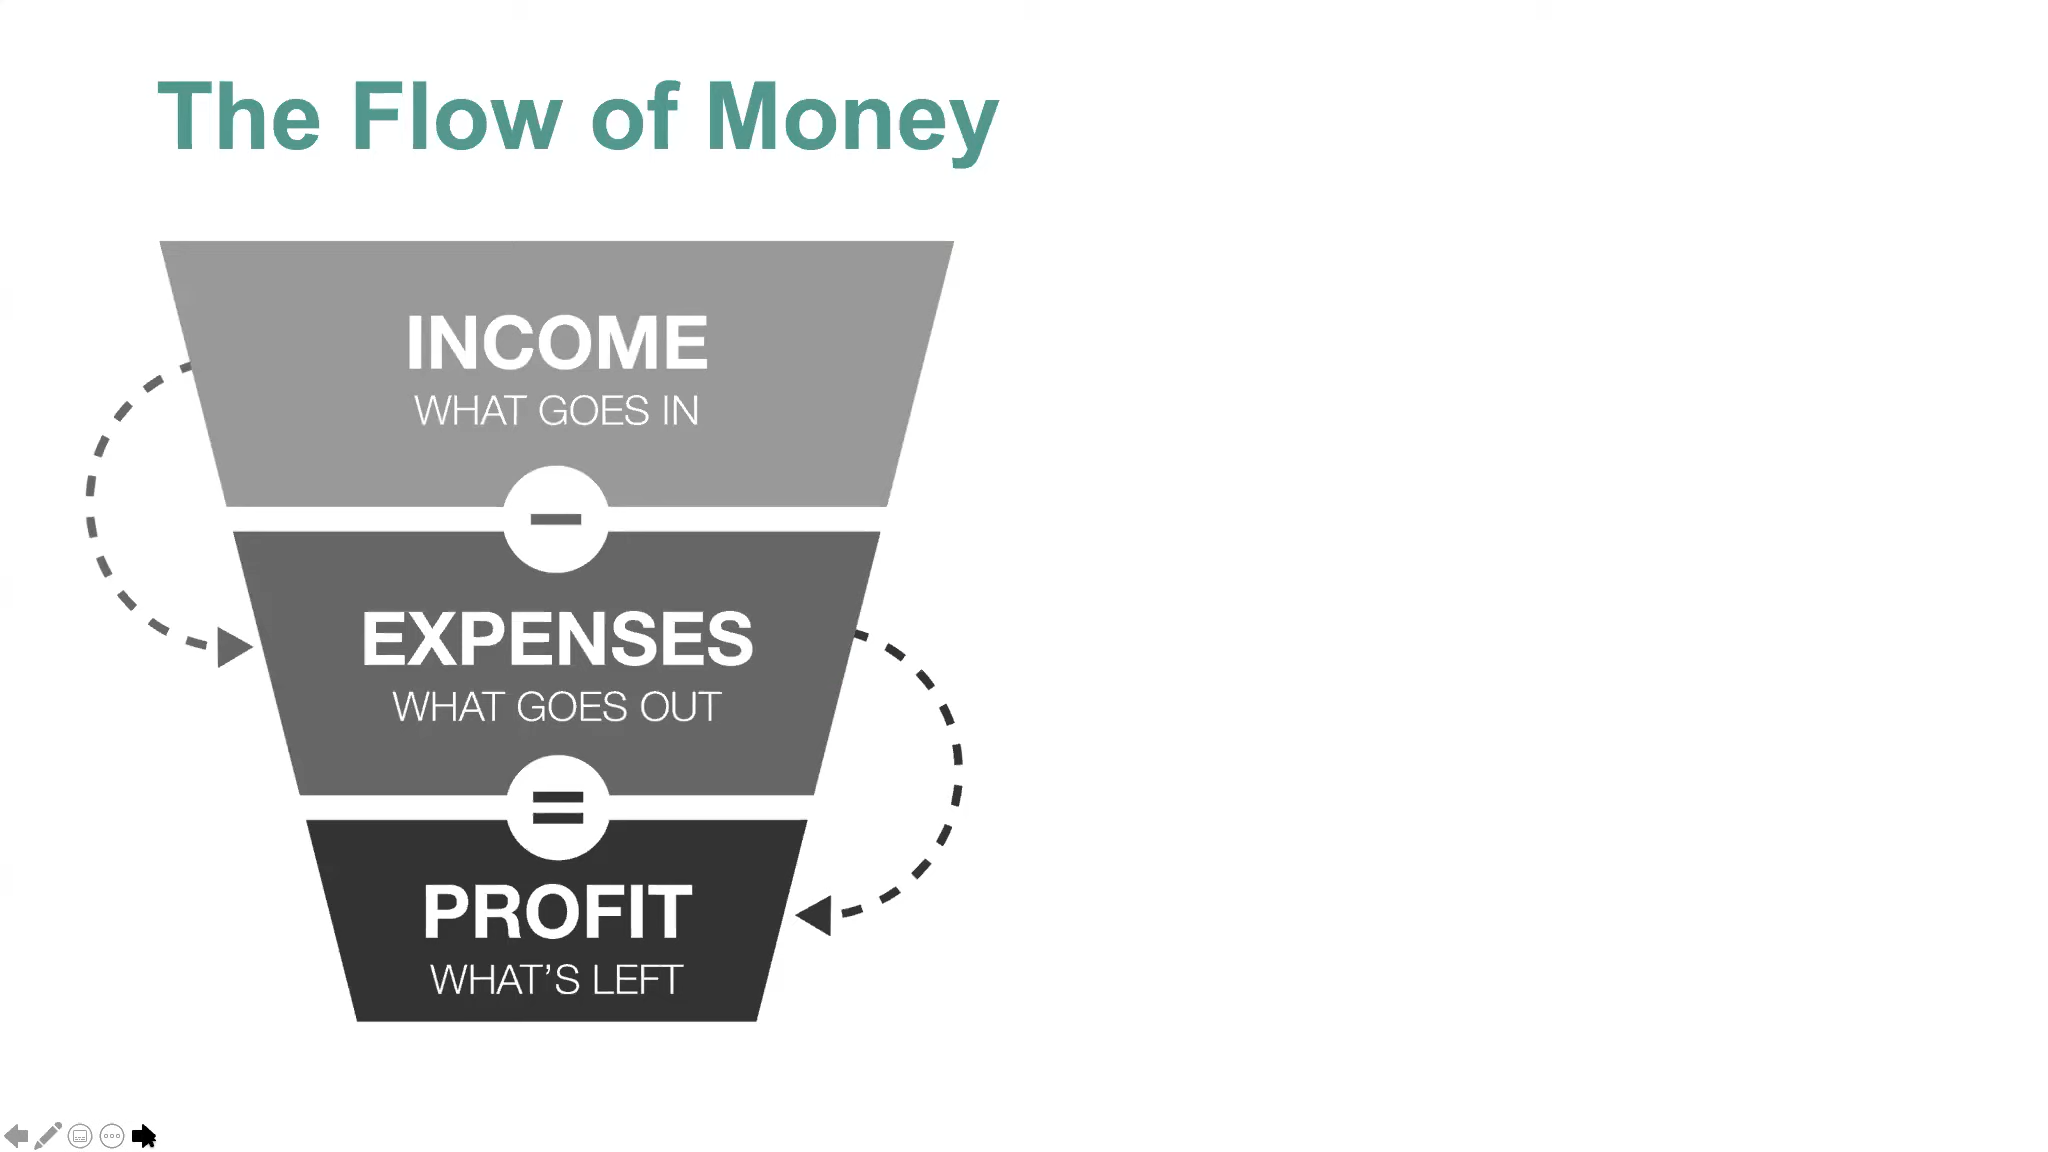 The Flow of Money
INCOME
WHAT GOES IN
–
EXPENSES
WHAT GOES OUT
=
PROFIT
WHAT’S LEFT